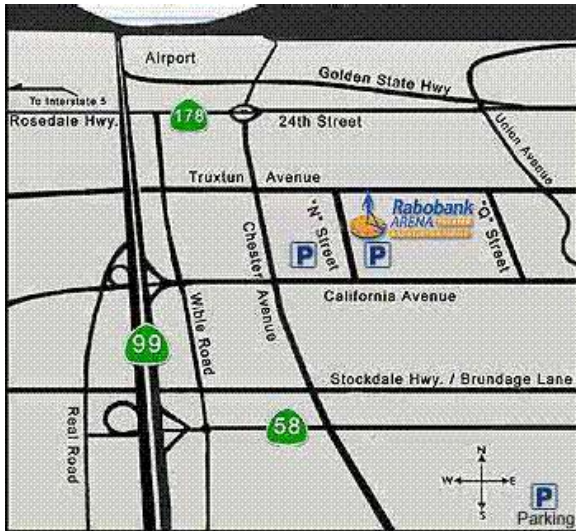 Airport
Golden State Hwy
To Interstate 5
Rosedale Hwy.
178
24th Street
Union Avenue
Truxtun Avenue
"N" Street
Rabobank
ARENA
"Q" Street
P
P
Chester Avenue
California Avenue
Wible Road
99
Stockdale Hwy. / Brundage Lane
Real Road
58
N
W
E
S
P
Parking